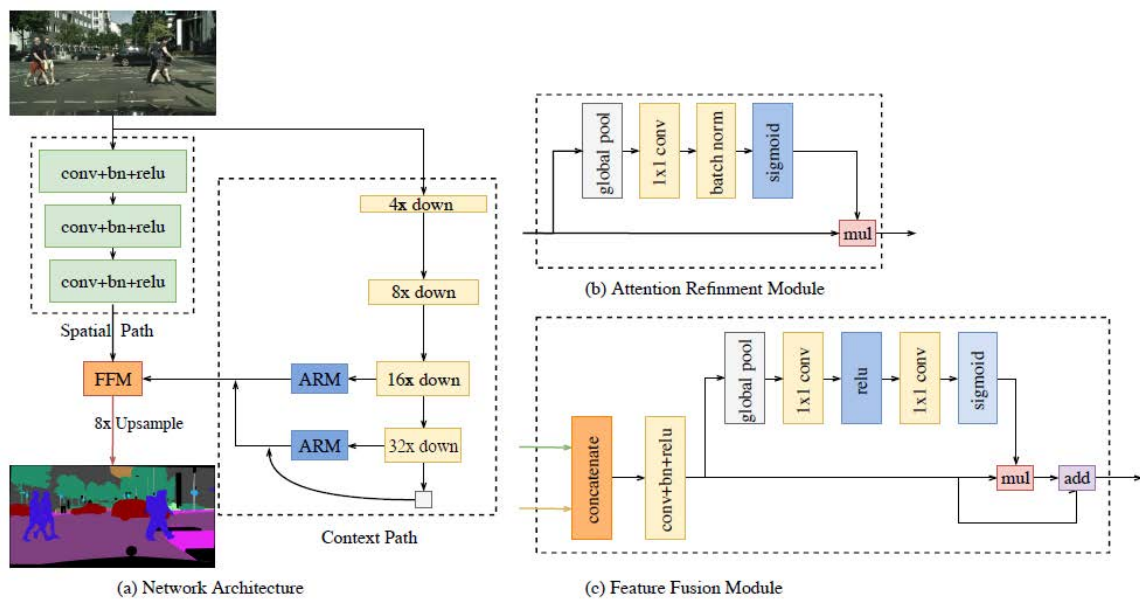 conv+bn+relu
conv+bn+relu
conv+bn+relu
Spatial Path
FFM
8x Upsample
4x down
8x down
16x down
32x down
ARM
ARM
Context Path
(a) Network Architecture
global pool
1x1 conv
batch norm
sigmoid
mul
(b) Attention Refinment Module
global pool
1x1 conv
relu
1x1 conv
sigmoid
concatenate
conv+bn+relu
mul
add
(c) Feature Fusion Module